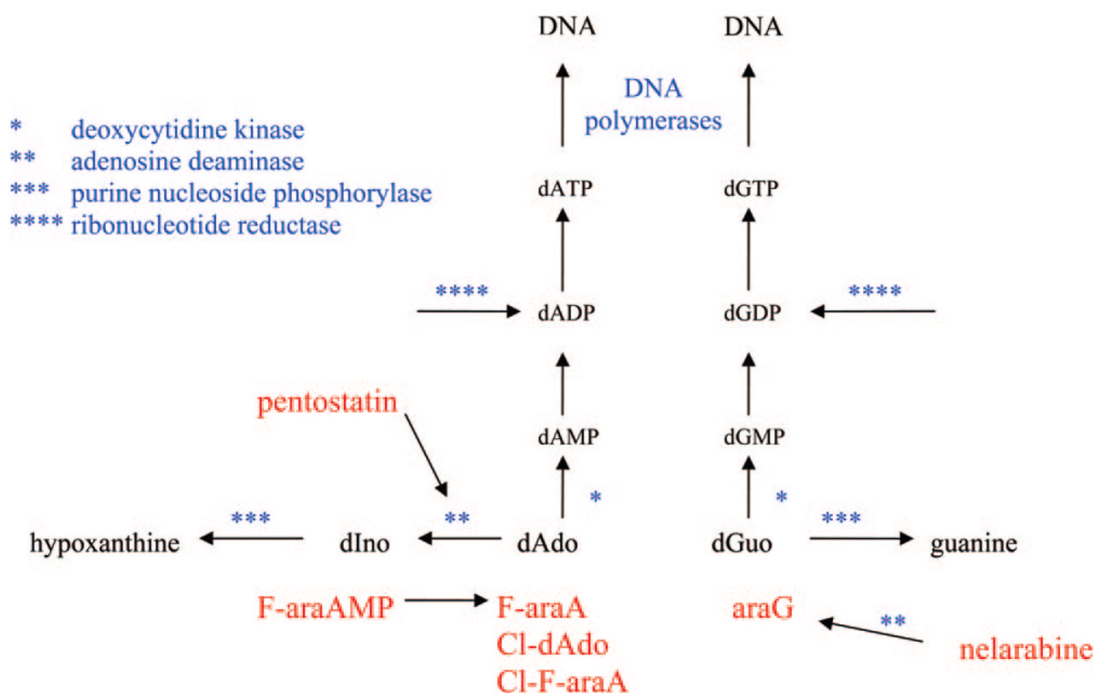 DNA DNA
DNA
polymerases
* deoxycytidine kinase
** adenosine deaminase
*** purine nucleoside phosphorylase
**** ribonucleotide reductase
dATP dGTP
**** ****
dADP dGDP
pentostatin
dAMP dGMP
* *
*** ** ***
hypoxanthine dIno dAdo dGuo guanine
F-araAMP F-araA araG
**
Cl-dAdo nelarabine
Cl-F-araA